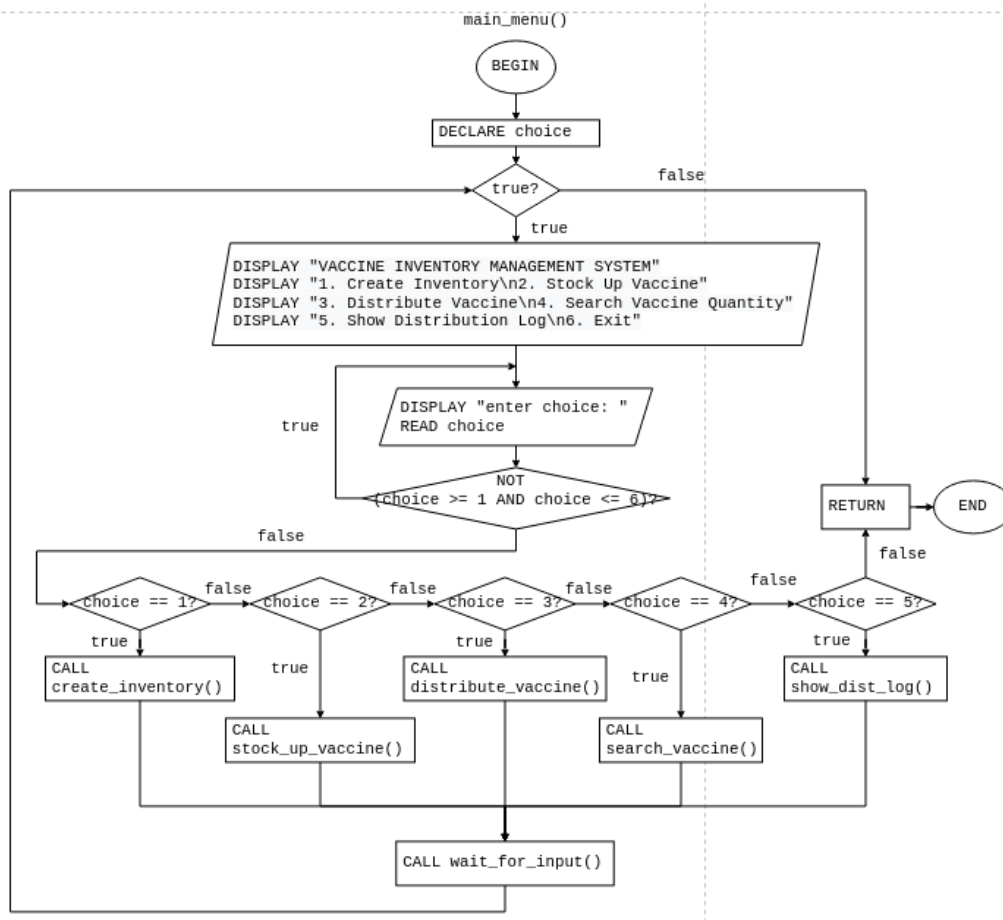 main_menu()
BEGIN
DECLARE choice
true?
false
true
DISPLAY "VACCINE INVENTORY MANAGEMENT SYSTEM"
DISPLAY "1. Create Inventory\n2. Stock Up Vaccine"
DISPLAY "3. Distribute Vaccine\n4. Search Vaccine Quantity"
DISPLAY "5. Show Distribution Log\n6. Exit"
DISPLAY "enter choice: "
READ choice
true
NOT
(choice >= 1 AND choice <= 6)?
false
RETURN
END
false
choice == 1?
false
choice == 2?
false
choice == 3?
false
choice == 4?
false
choice == 5?
true
true
true
true
true
CALL
create_inventory()
CALL
stock_up_vaccine()
CALL
distribute_vaccine()
CALL
search_vaccine()
CALL
show_dist_log()
CALL wait_for_input()